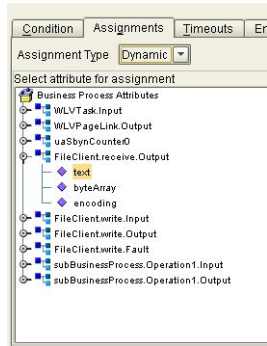 Condition Assignments Timeouts
Assignment Type Dynamic
Select attribute for assignment
Business Process Attributes
WLVTask.Input
WLVPageLink.Output
uaSbynCounter0
FileClient.receive.Output
text
byteArray
encoding
FileClient.write.Input
FileClient.write.Output
FileClient.write.Fault
subBusinessProcess.Operation1.Input
subBusinessProcess.Operation1.Output